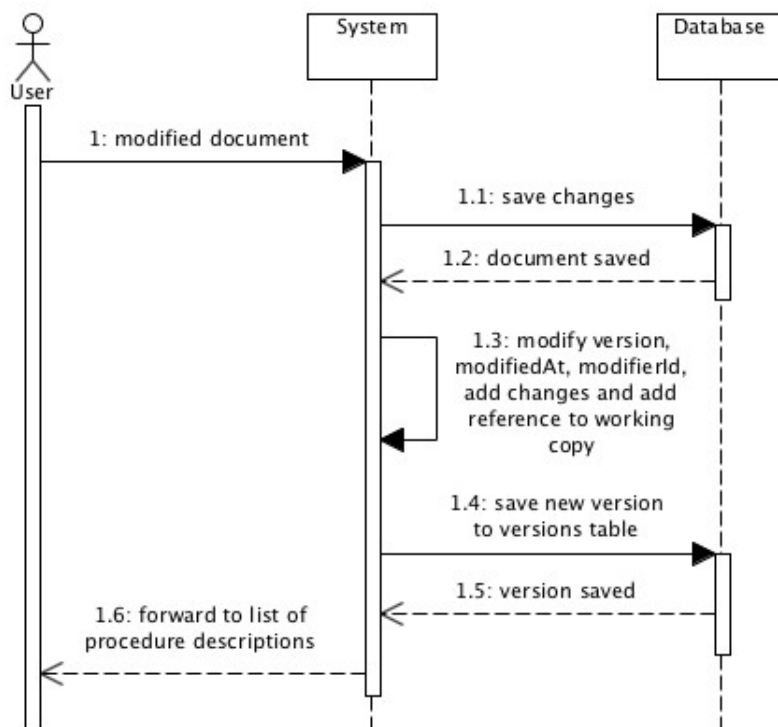 System
Database
User
1: modified document
1.1: save changes
1.2: document saved
1.3: modify version,
modifiedAt, modifierId,
add changes and add
reference to working
copy
1.4: save new version
to versions table
1.5: version saved
1.6: forward to list of
procedure descriptions